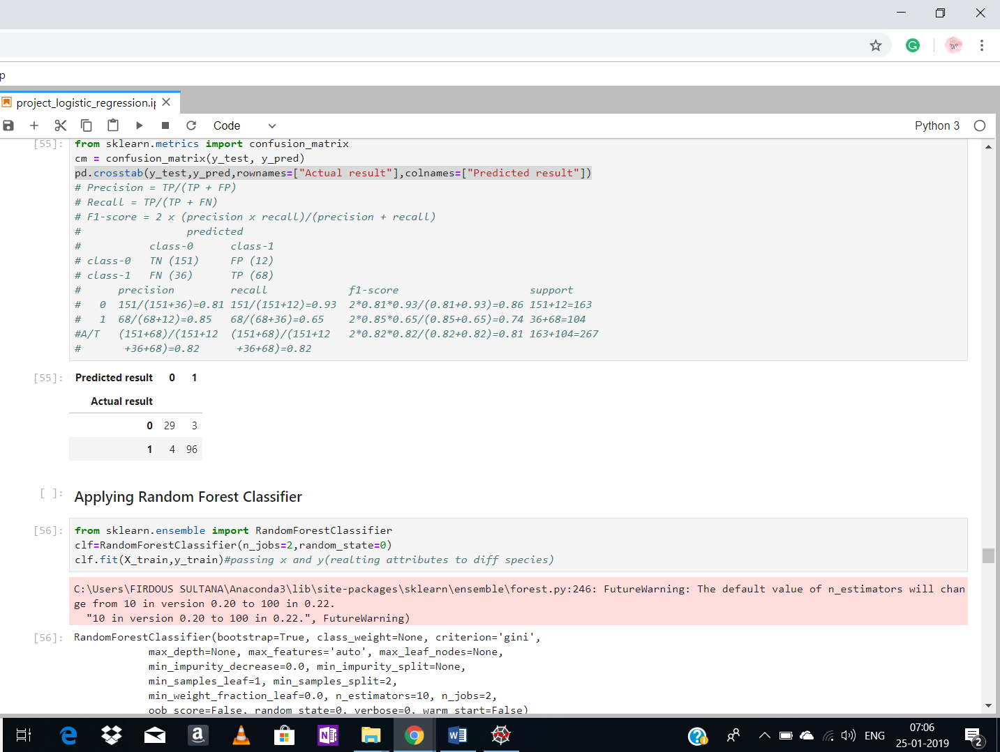 p
project_logistic_regression.i
Code
Python 3
[55]: from sklearn.metrics import confusion_matrix
cm = confusion_matrix(y_test, y_pred)
pd.crosstab(y_test,y_pred,rownames=["Actual result"],colnames=["Predicted result"])
# Precision = TP/(TP + FP)
# Recall = TP/(TP + FN)
# F1-score = 2 x (precision x recall)/(precision + recall)
# predicted
# class-0 class-1
# class-0 TN (151) FP (12)
# class-1 FN (36) TP (68)
# precision recall f1-score support
# 0 151/(151+36)=0.81 151/(151+12)=0.93 2*0.81*0.93/(0.81+0.93)=0.86 151+12=163
# 1 68/(68+12)=0.85 68/(68+36)=0.65 2*0.85*0.65/(0.85+0.65)=0.74 36+68=104
#A/T (151+68)/(151+12 (151+68)/(151+12 2*0.82*0.82/(0.82+0.82)=0.81 163+104=267
# +36+68)=0.82 +36+68)=0.82
[55]: Predicted result 0 1
Actual result
0 29 3
1 4 96
[ ]: Applying Random Forest Classifier
[56]: from sklearn.ensemble import RandomForestClassifier
clf=RandomForestClassifier(n_jobs=2,random_state=0)
clf.fit(X_train,y_train)#passing x and y(realting attributes to diff species)
C:\Users\FIRDOUS SULTANA\Anaconda3\lib\site-packages\sklearn\ensemble\forest.py:246: FutureWarning: The default value of n_estimators will chan
ge from 10 in version 0.20 to 100 in 0.22.
"10 in version 0.20 to 100 in 0.22.", FutureWarning)
[56]: RandomForestClassifier(bootstrap=True, class_weight=None, criterion='gini',
max_depth=None, max_features='auto', max_leaf_nodes=None,
min_impurity_decrease=0.0, min_impurity_split=None,
min_samples_leaf=1, min_samples_split=2,
min_weight_fraction_leaf=0.0, n_estimators=10, n_jobs=2,
oob_score=False, random_state=0, verbose=0, warm_start=False)
ENG
07:06
25-01-2019
2